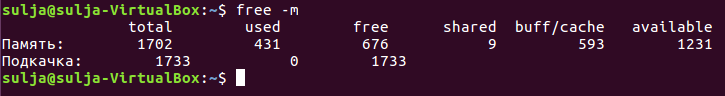 sulja@sulja-VirtualBox:~$ free -m
total used free shared buff/cache available
Память: 1702 431 676 9 593 1231
Подкачка: 1733 0 1733
sulja@sulja-VirtualBox:~$